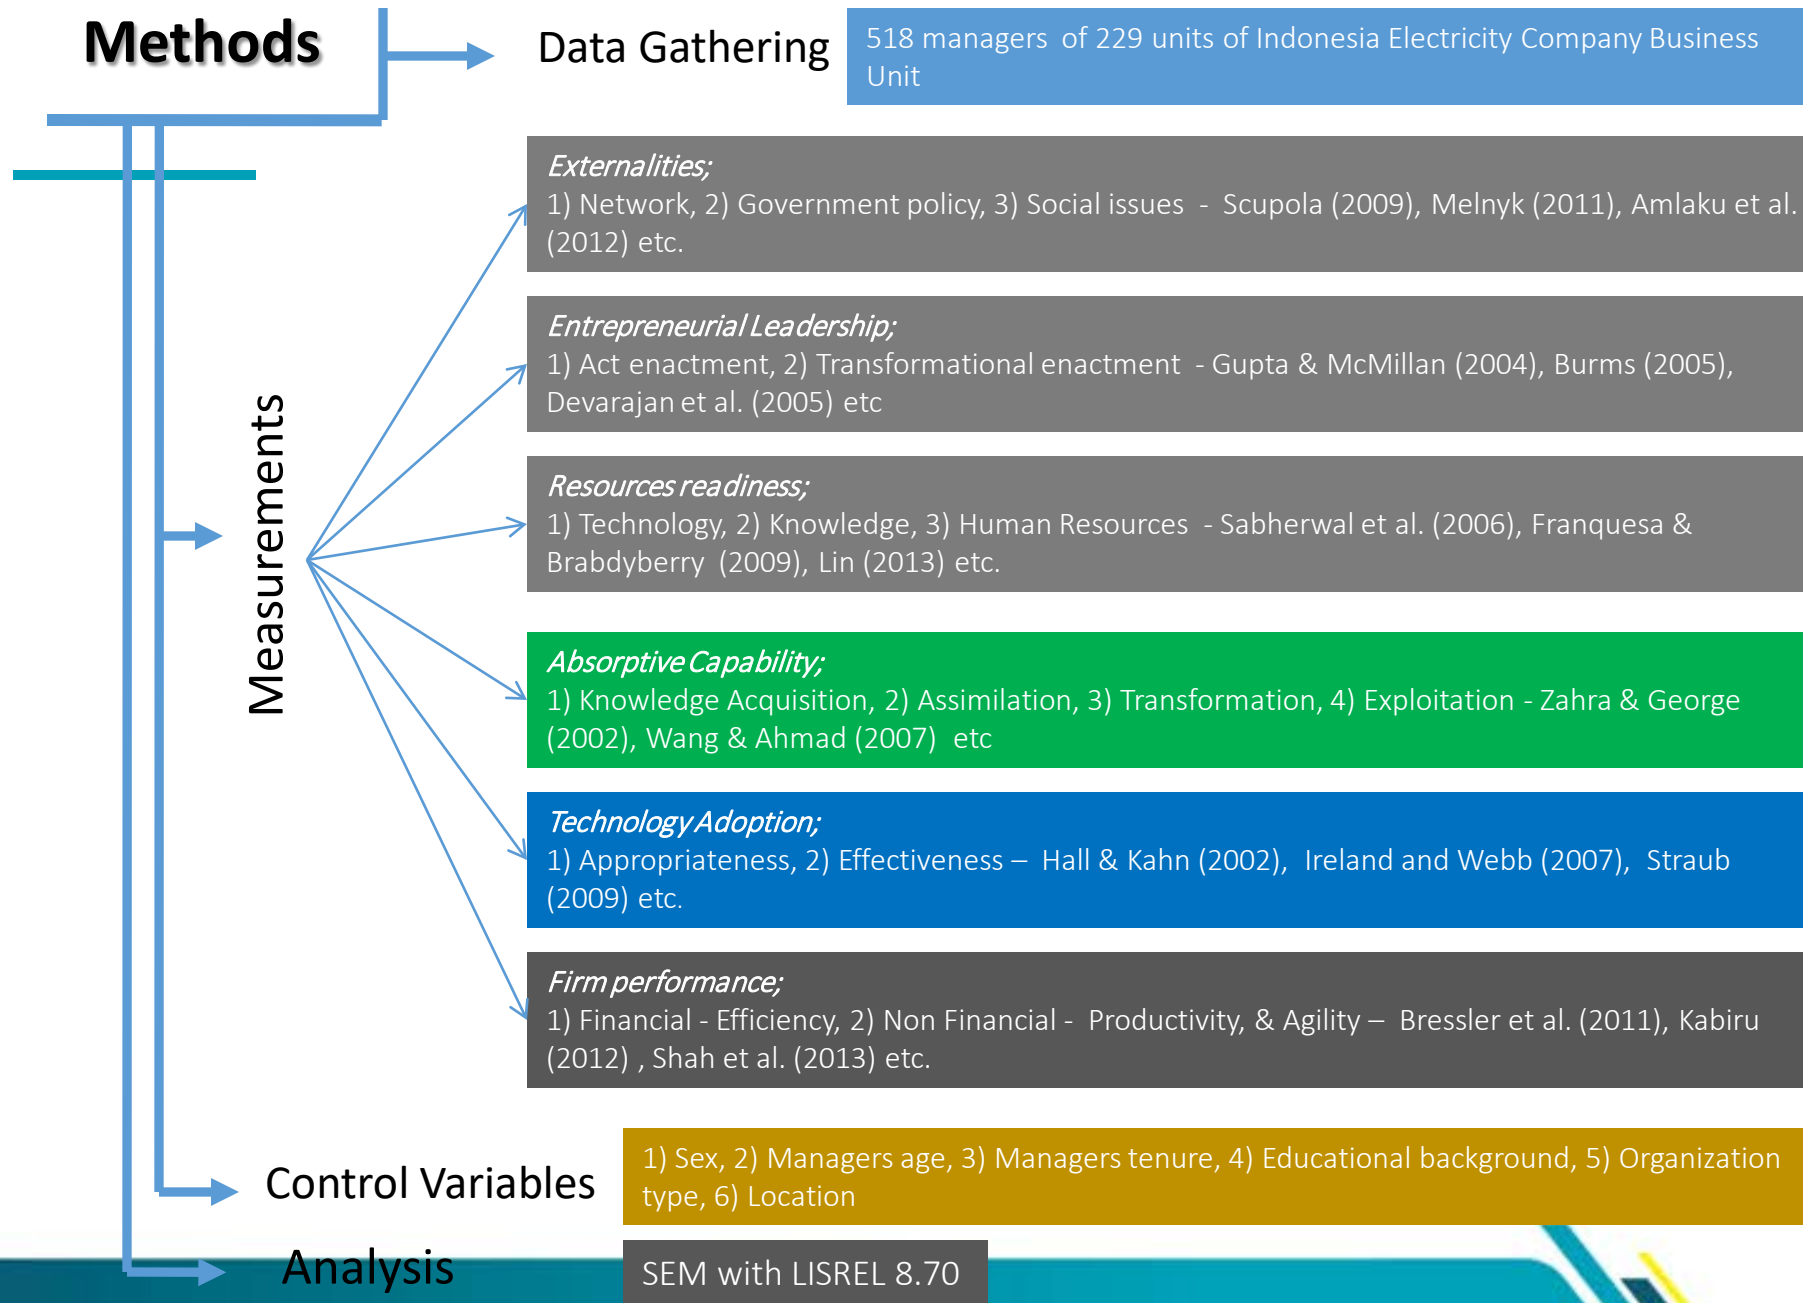 Methods
Data Gathering
518 managers of 229 units of Indonesia Electricity Company Business
Unit
Externalities;
1) Network, 2) Government policy, 3) Social issues - Scupola (2009), Melnyk (2011), Amlaku et al.
(2012) etc.
Entrepreneurial Leadership;
1) Act enactment, 2) Transformational enactment - Gupta & McMillan (2004), Burms (2005),
Devarajan et al. (2005) etc
Resources readiness;
1) Technology, 2) Knowledge, 3) Human Resources - Sabherwal et al. (2006), Franquesa &
Brabdyberry (2009), Lin (2013) etc.
Measurements
Absorptive Capability;
1) Knowledge Acquisition, 2) Assimilation, 3) Transformation, 4) Exploitation - Zahra & George
(2002), Wang & Ahmad (2007) etc
Technology Adoption;
1) Appropriateness, 2) Effectiveness – Hall & Kahn (2002), Ireland and Webb (2007), Straub
(2009) etc.
Firm performance;
1) Financial - Efficiency, 2) Non Financial - Productivity, & Agility – Bressler et al. (2011), Kabiru
(2012) , Shah et al. (2013) etc.
Control Variables
1) Sex, 2) Managers age, 3) Managers tenure, 4) Educational background, 5) Organization
type, 6) Location
Analysis
SEM with LISREL 8.70